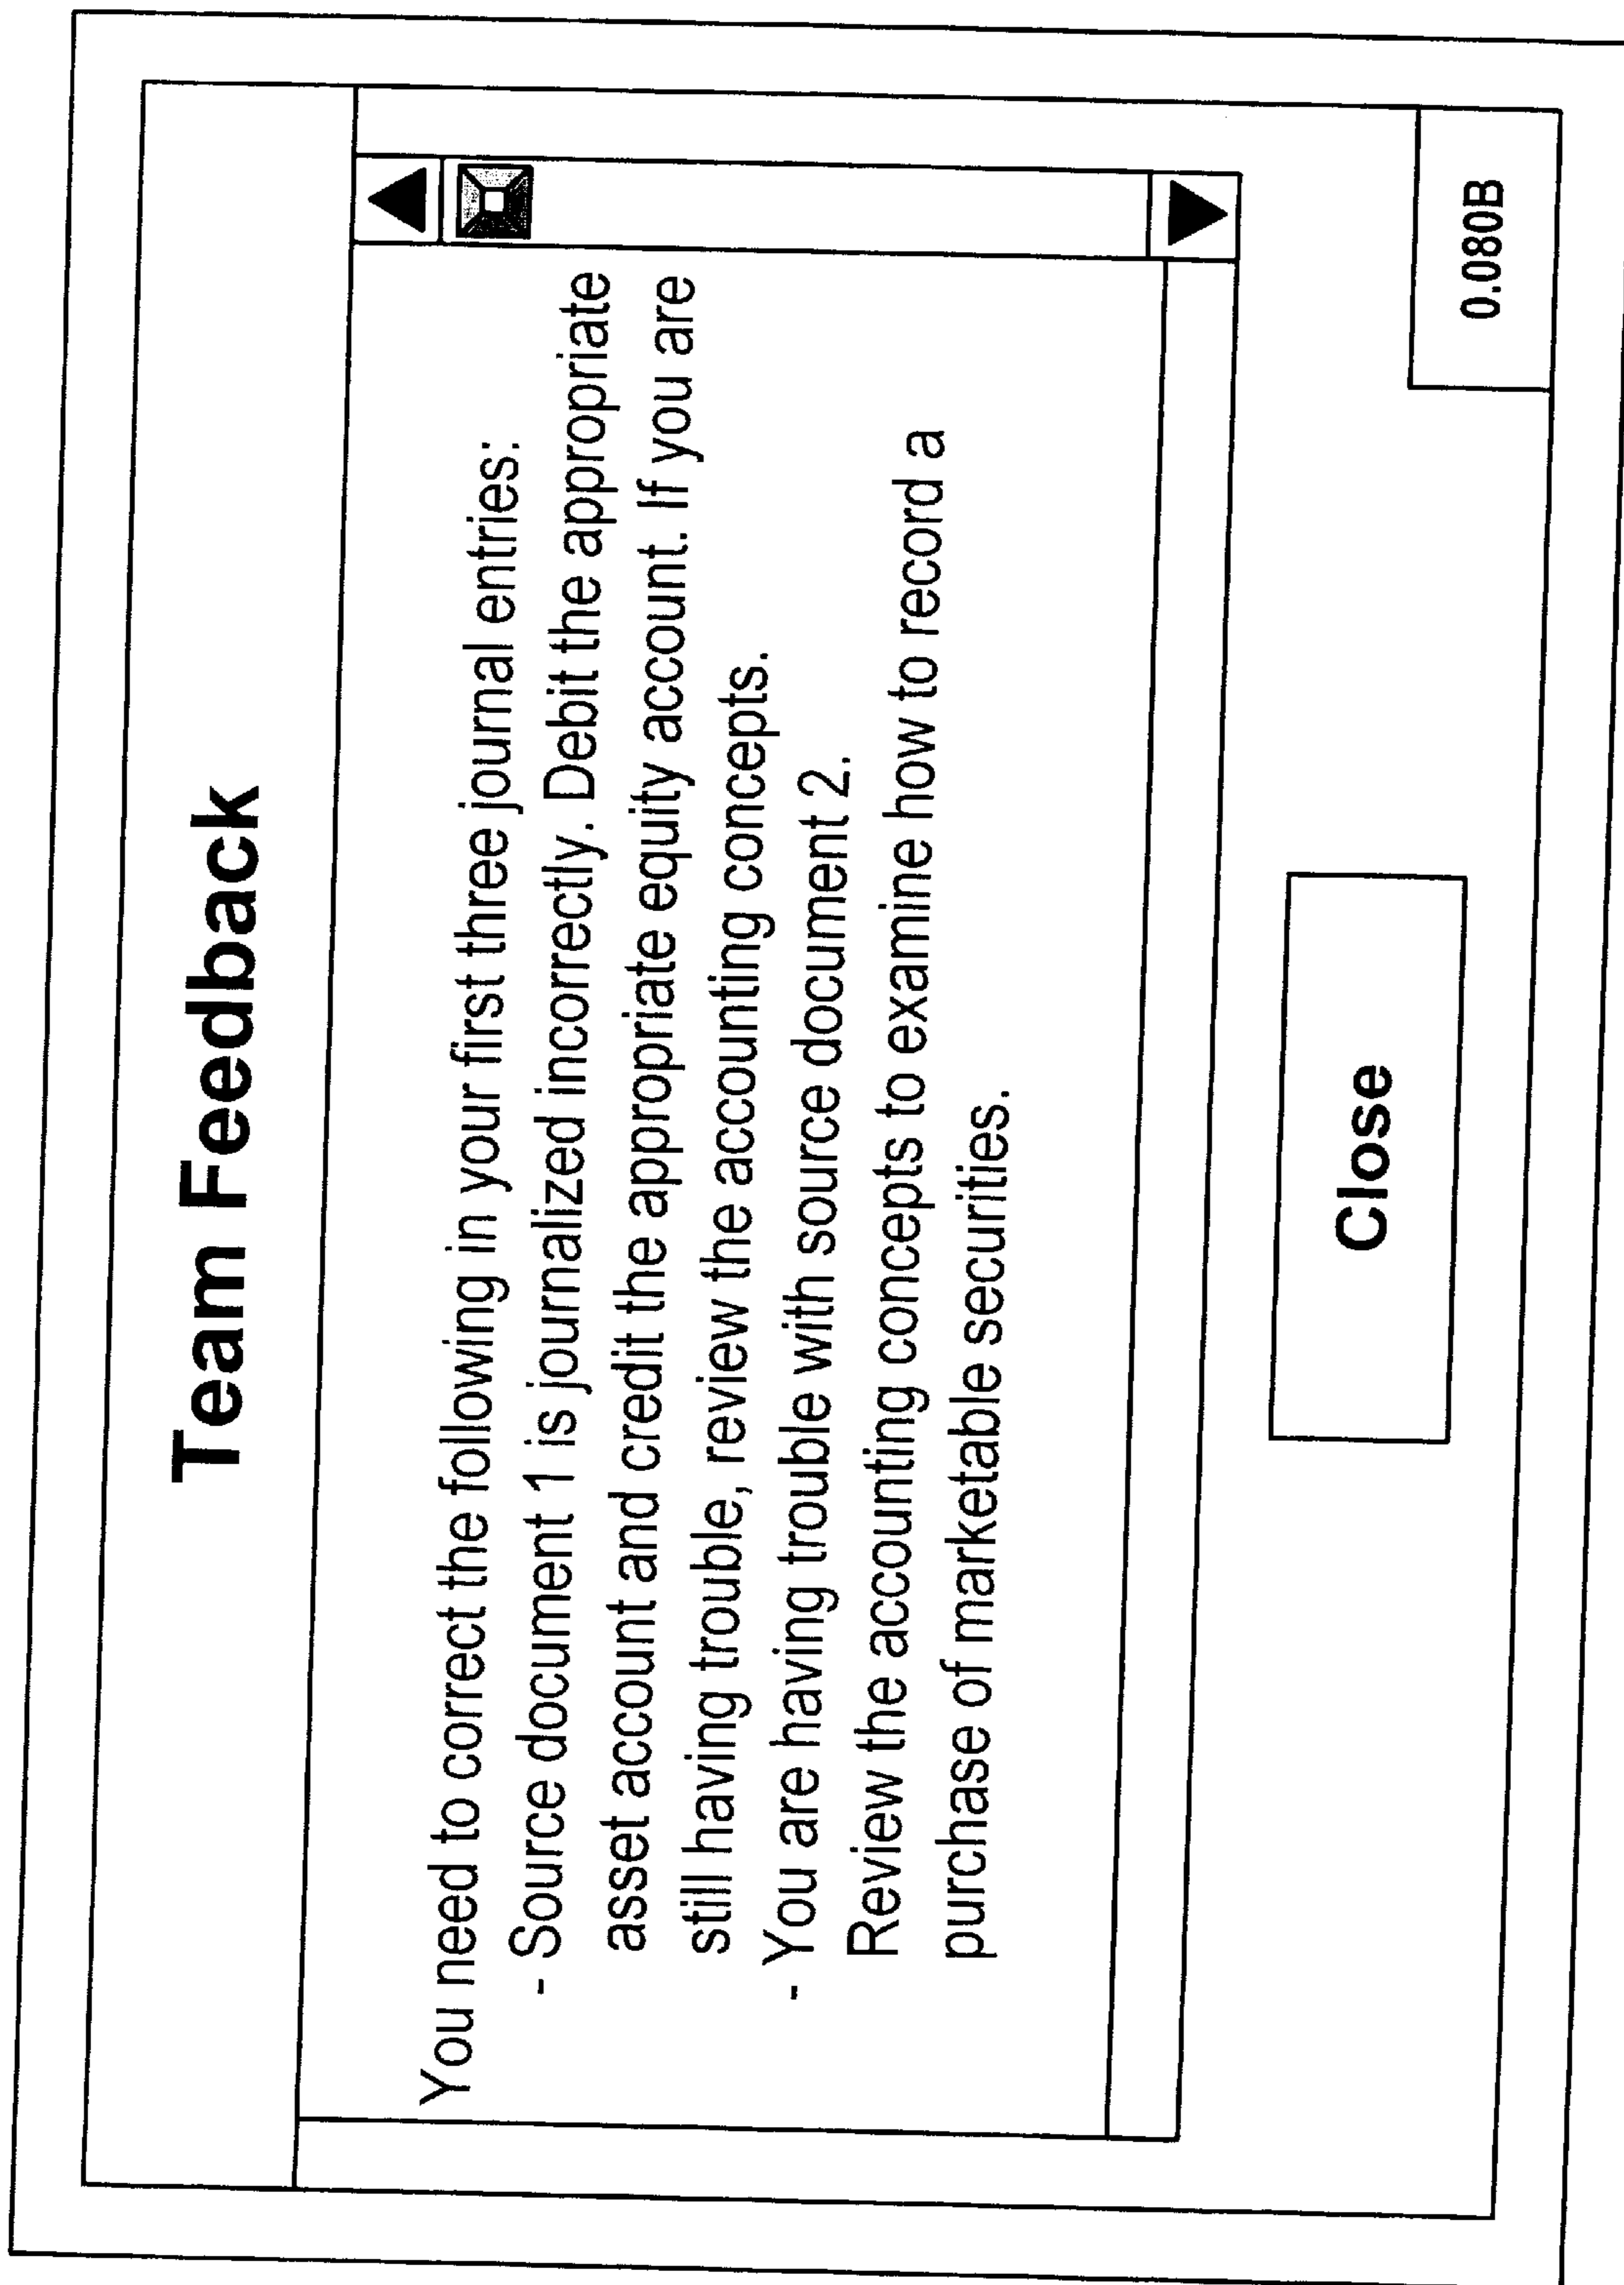 Team Feedback
You need to correct the following in your first three journal entries:
- Source document 1 is journalized incorrectly. Debit the appropriate
asset account and credit the appropriate equity account. If you are
still having trouble, review the accounting concepts.
- You are having trouble with source document 2.
Review the accounting concepts to examine how to record a
purchase of marketable securities.
Close
0.080B